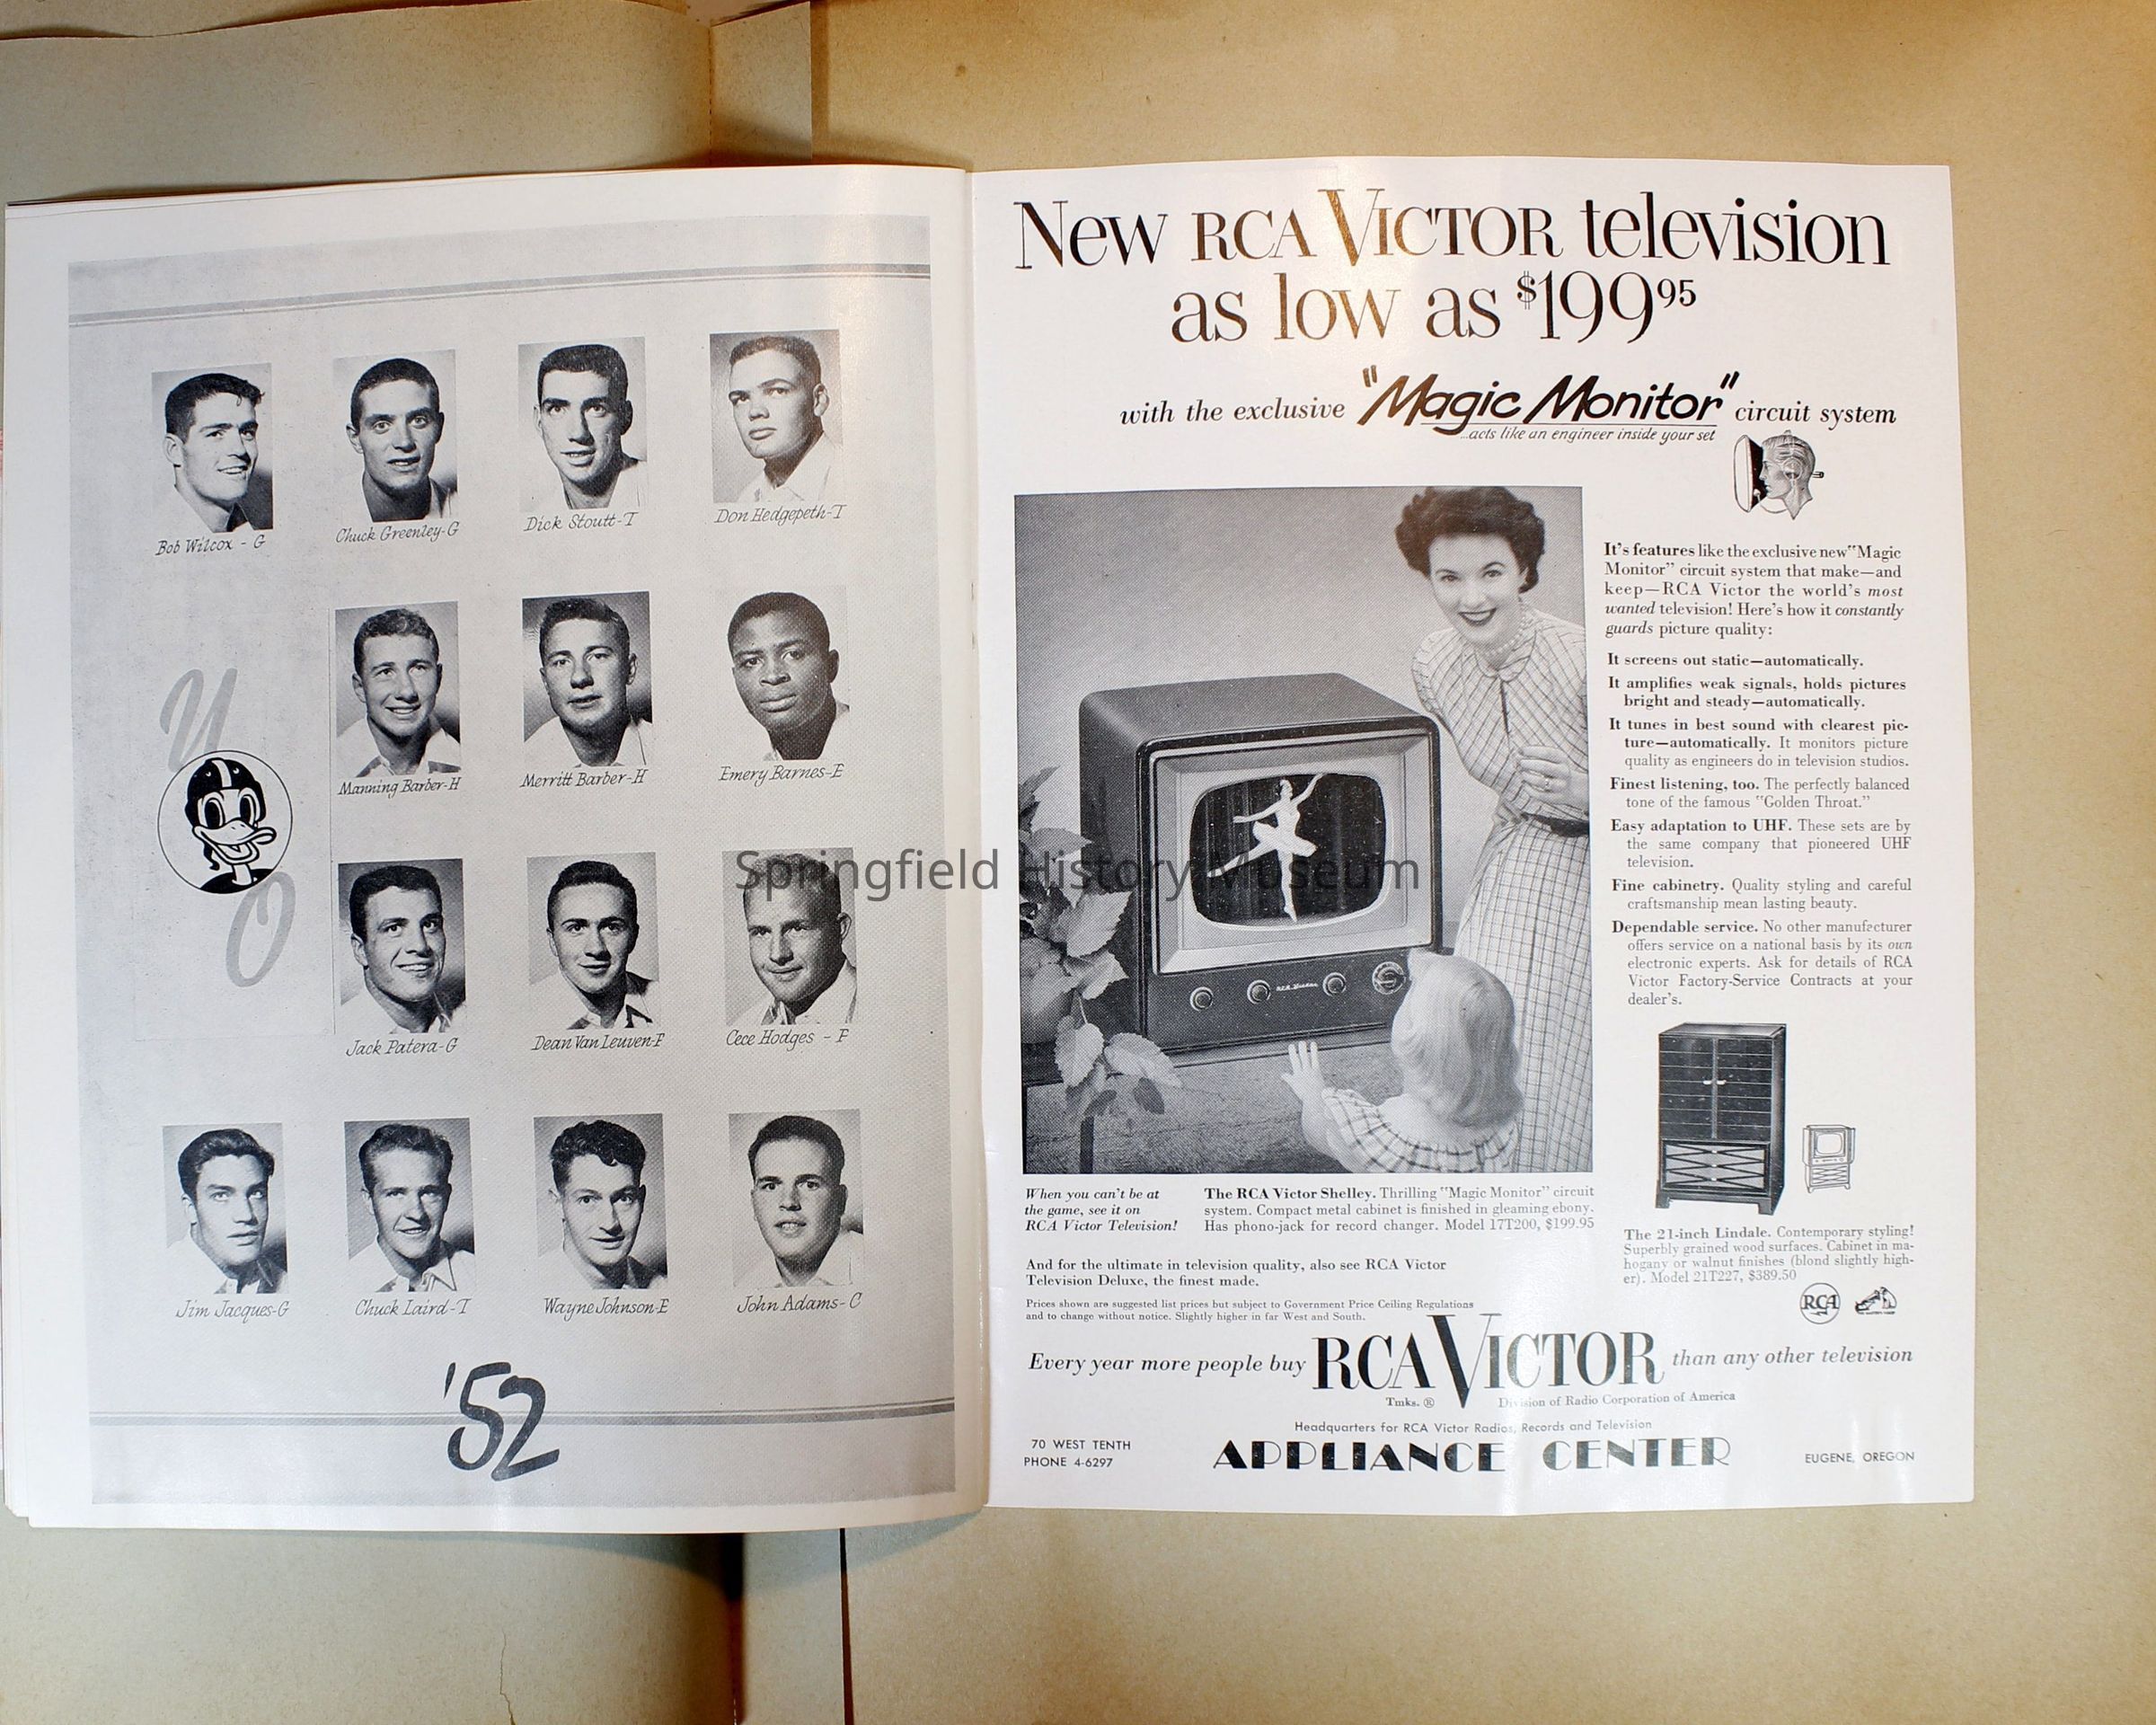 Bob Wilcox - G
Chuck Greenley-G
Dick Stoutt-T
Don Hedgepeth-T
Manning Barber-H
Merritt Barber-H
Emery Barnes-E
U
O
Jack Patera-G
Dean Van Leuven-F
Cece Hodges - F
Jim Jacques-G
Chuck Laird-T
Wayne Johnson-E
John Adams-C
'52
New RCA VICTOR television
as low as $199 95
with the exclusive "Magic Monitor" circuit system
...acts like an engineer inside your set
It's features like the exclusive new "Magic
Monitor" circuit system that make—and
keep—RCA Victor the world's most
wanted television! Here's how it constantly
guards picture quality:
It screens out static—automatically.
It amplifies weak signals, holds pictures
bright and steady—automatically.
It tunes in best sound with clearest pic-
ture—automatically. It monitors picture
quality as engineers do in television studios.
Finest listening, too. The perfectly balanced
tone of the famous "Golden Throat."
Easy adaptation to UHF. These sets are by
the same company that pioneered UHF
television.
Fine cabinetry. Quality styling and careful
craftsmanship mean lasting beauty.
Dependable service. No other manufacturer
offers service on a national basis by its own
electronic experts. Ask for details of RCA
Victor Factory-Service Contracts at your
dealer's.
When you can't be at
the game, see it on
RCA Victor Television!
The RCA Victor Shelley. Thrilling "Magic Monitor" circuit
system. Compact metal cabinet is finished in gleaming ebony.
Has phono-jack for record changer. Model 17T200, $199.95
The 21-inch Lindale. Contemporary styling!
Superbly grained wood surfaces. Cabinet in ma-
hogany or walnut finishes (blond slightly high-
er). Model 21T227, $389.50
And for the ultimate in television quality, also see RCA Victor
Television Deluxe, the finest made.
Prices shown are suggested list prices but subject to Government Price Ceiling Regulations
and to change without notice. Slightly higher in far West and South.
RCA
Every year more people buy RCA VICTOR than any other television
Tmks. ® Division of Radio Corporation of America
Headquarters for RCA Victor Radios, Records and Television
70 WEST TENTH
PHONE 4-6297
APPLIANCE CENTER
EUGENE, OREGON
Springfield History Museum